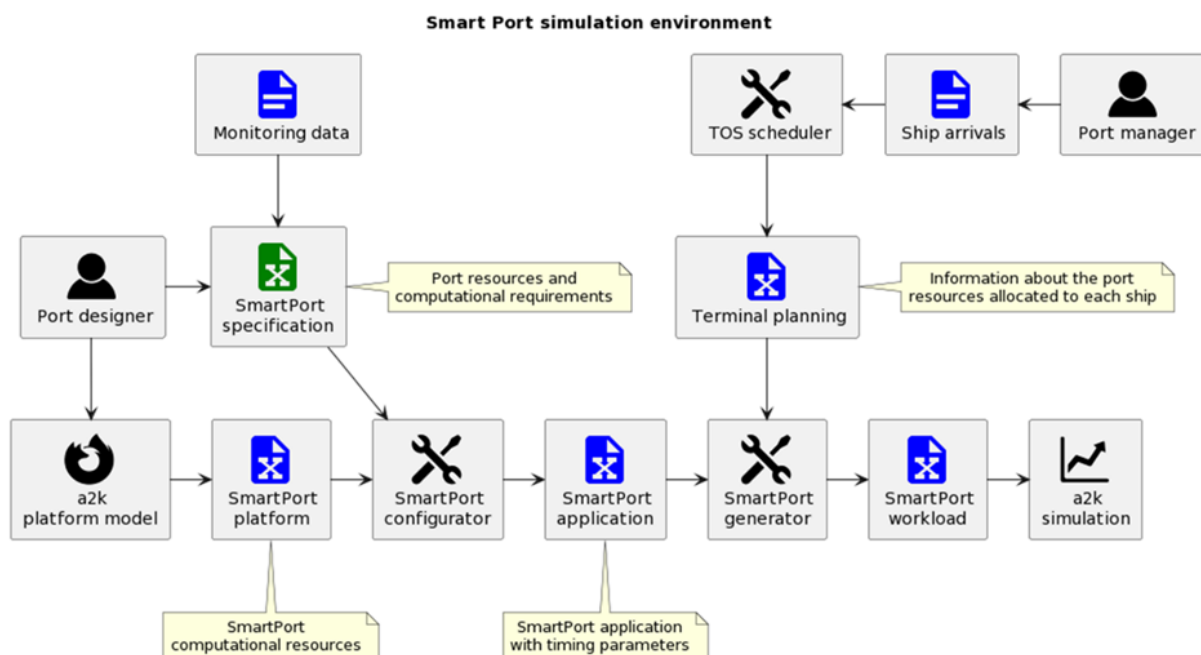 Smart Port simulation environment
Monitoring data
TOS scheduler
Ship arrivals
Port manager
Port designer
SmartPort
specification
Port resources and
computational requirements
Terminal planning
Information about the port
resources allocated to each ship
a2k
platform model
SmartPort
platform
SmartPort
configurator
SmartPort
application
SmartPort
generator
SmartPort
workload
a2k
simulation
SmartPort
computational resources
SmartPort application
with timing parameters